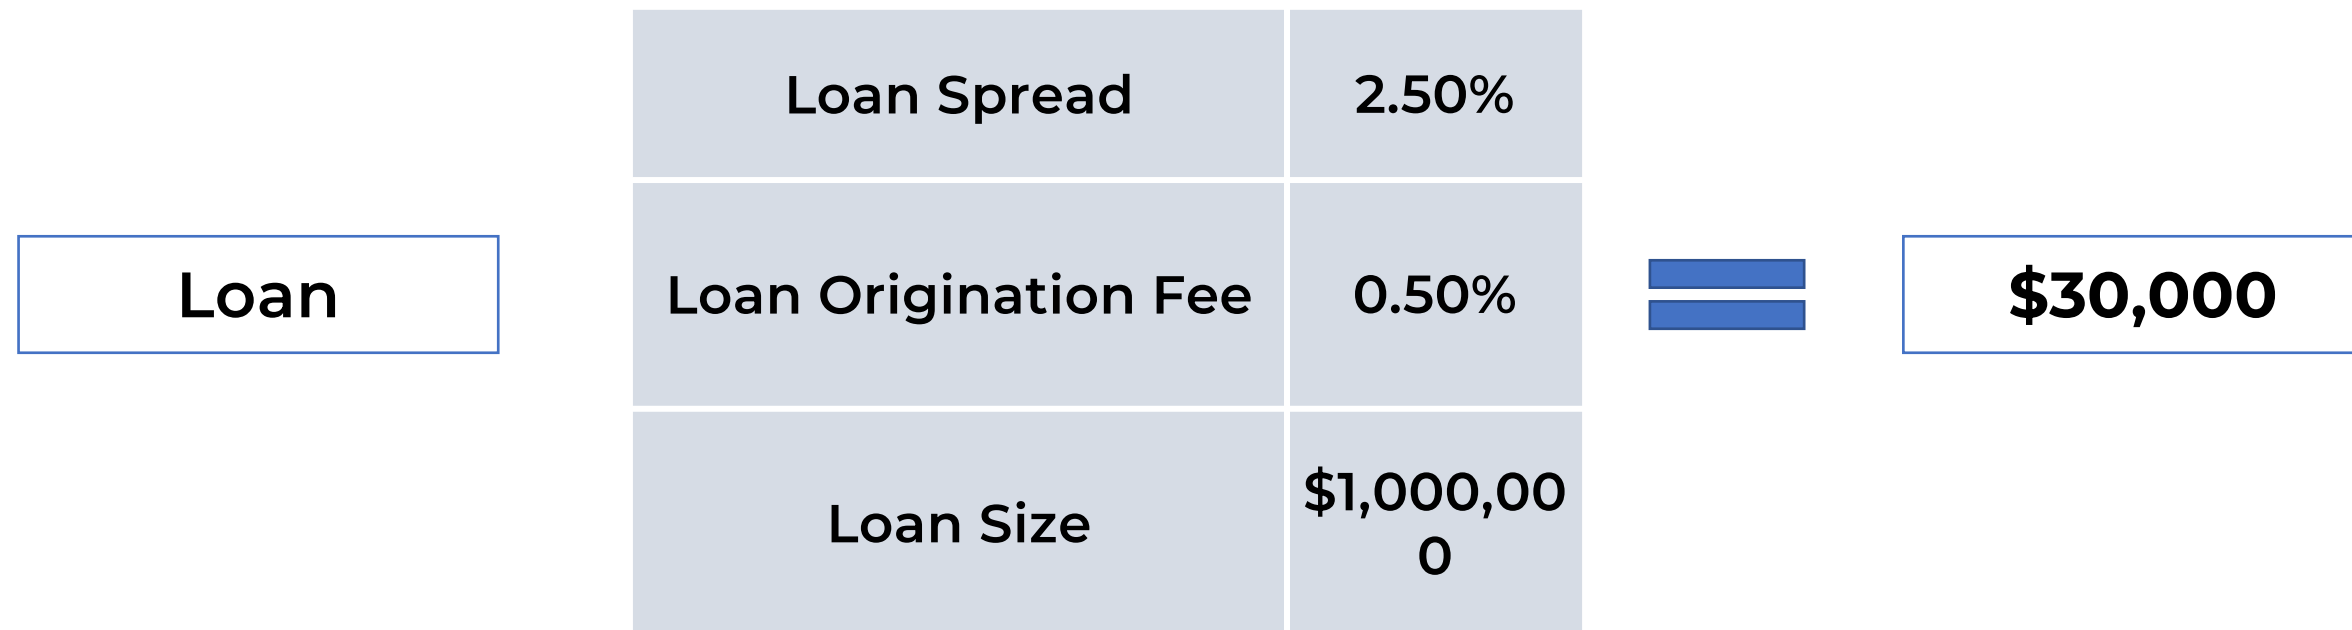 Loan
Loan Spread 2.50%
Loan Origination Fee 0.50%
Loan Size $1,000,00
0
$30,000